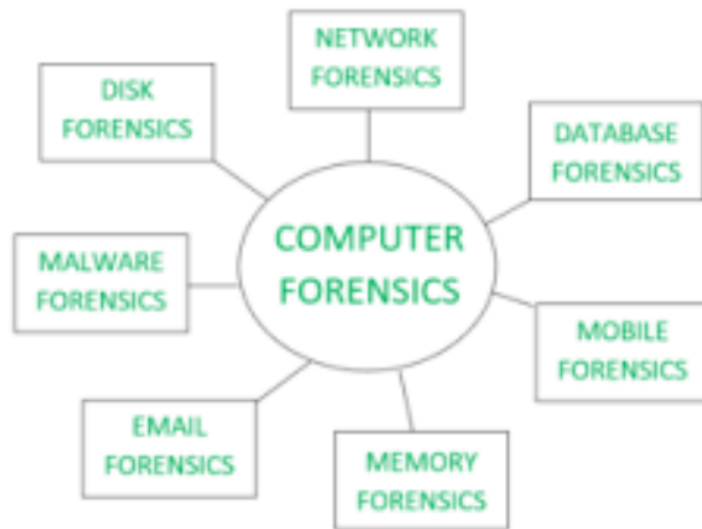 NETWORK
FORENSICS
DISK
FORENSICS
DATABASE
FORENSICS
COMPUTER
FORENSICS
MALWARE
FORENSICS
MOBILE
FORENSICS
EMAIL
FORENSICS
MEMORY
FORENSICS